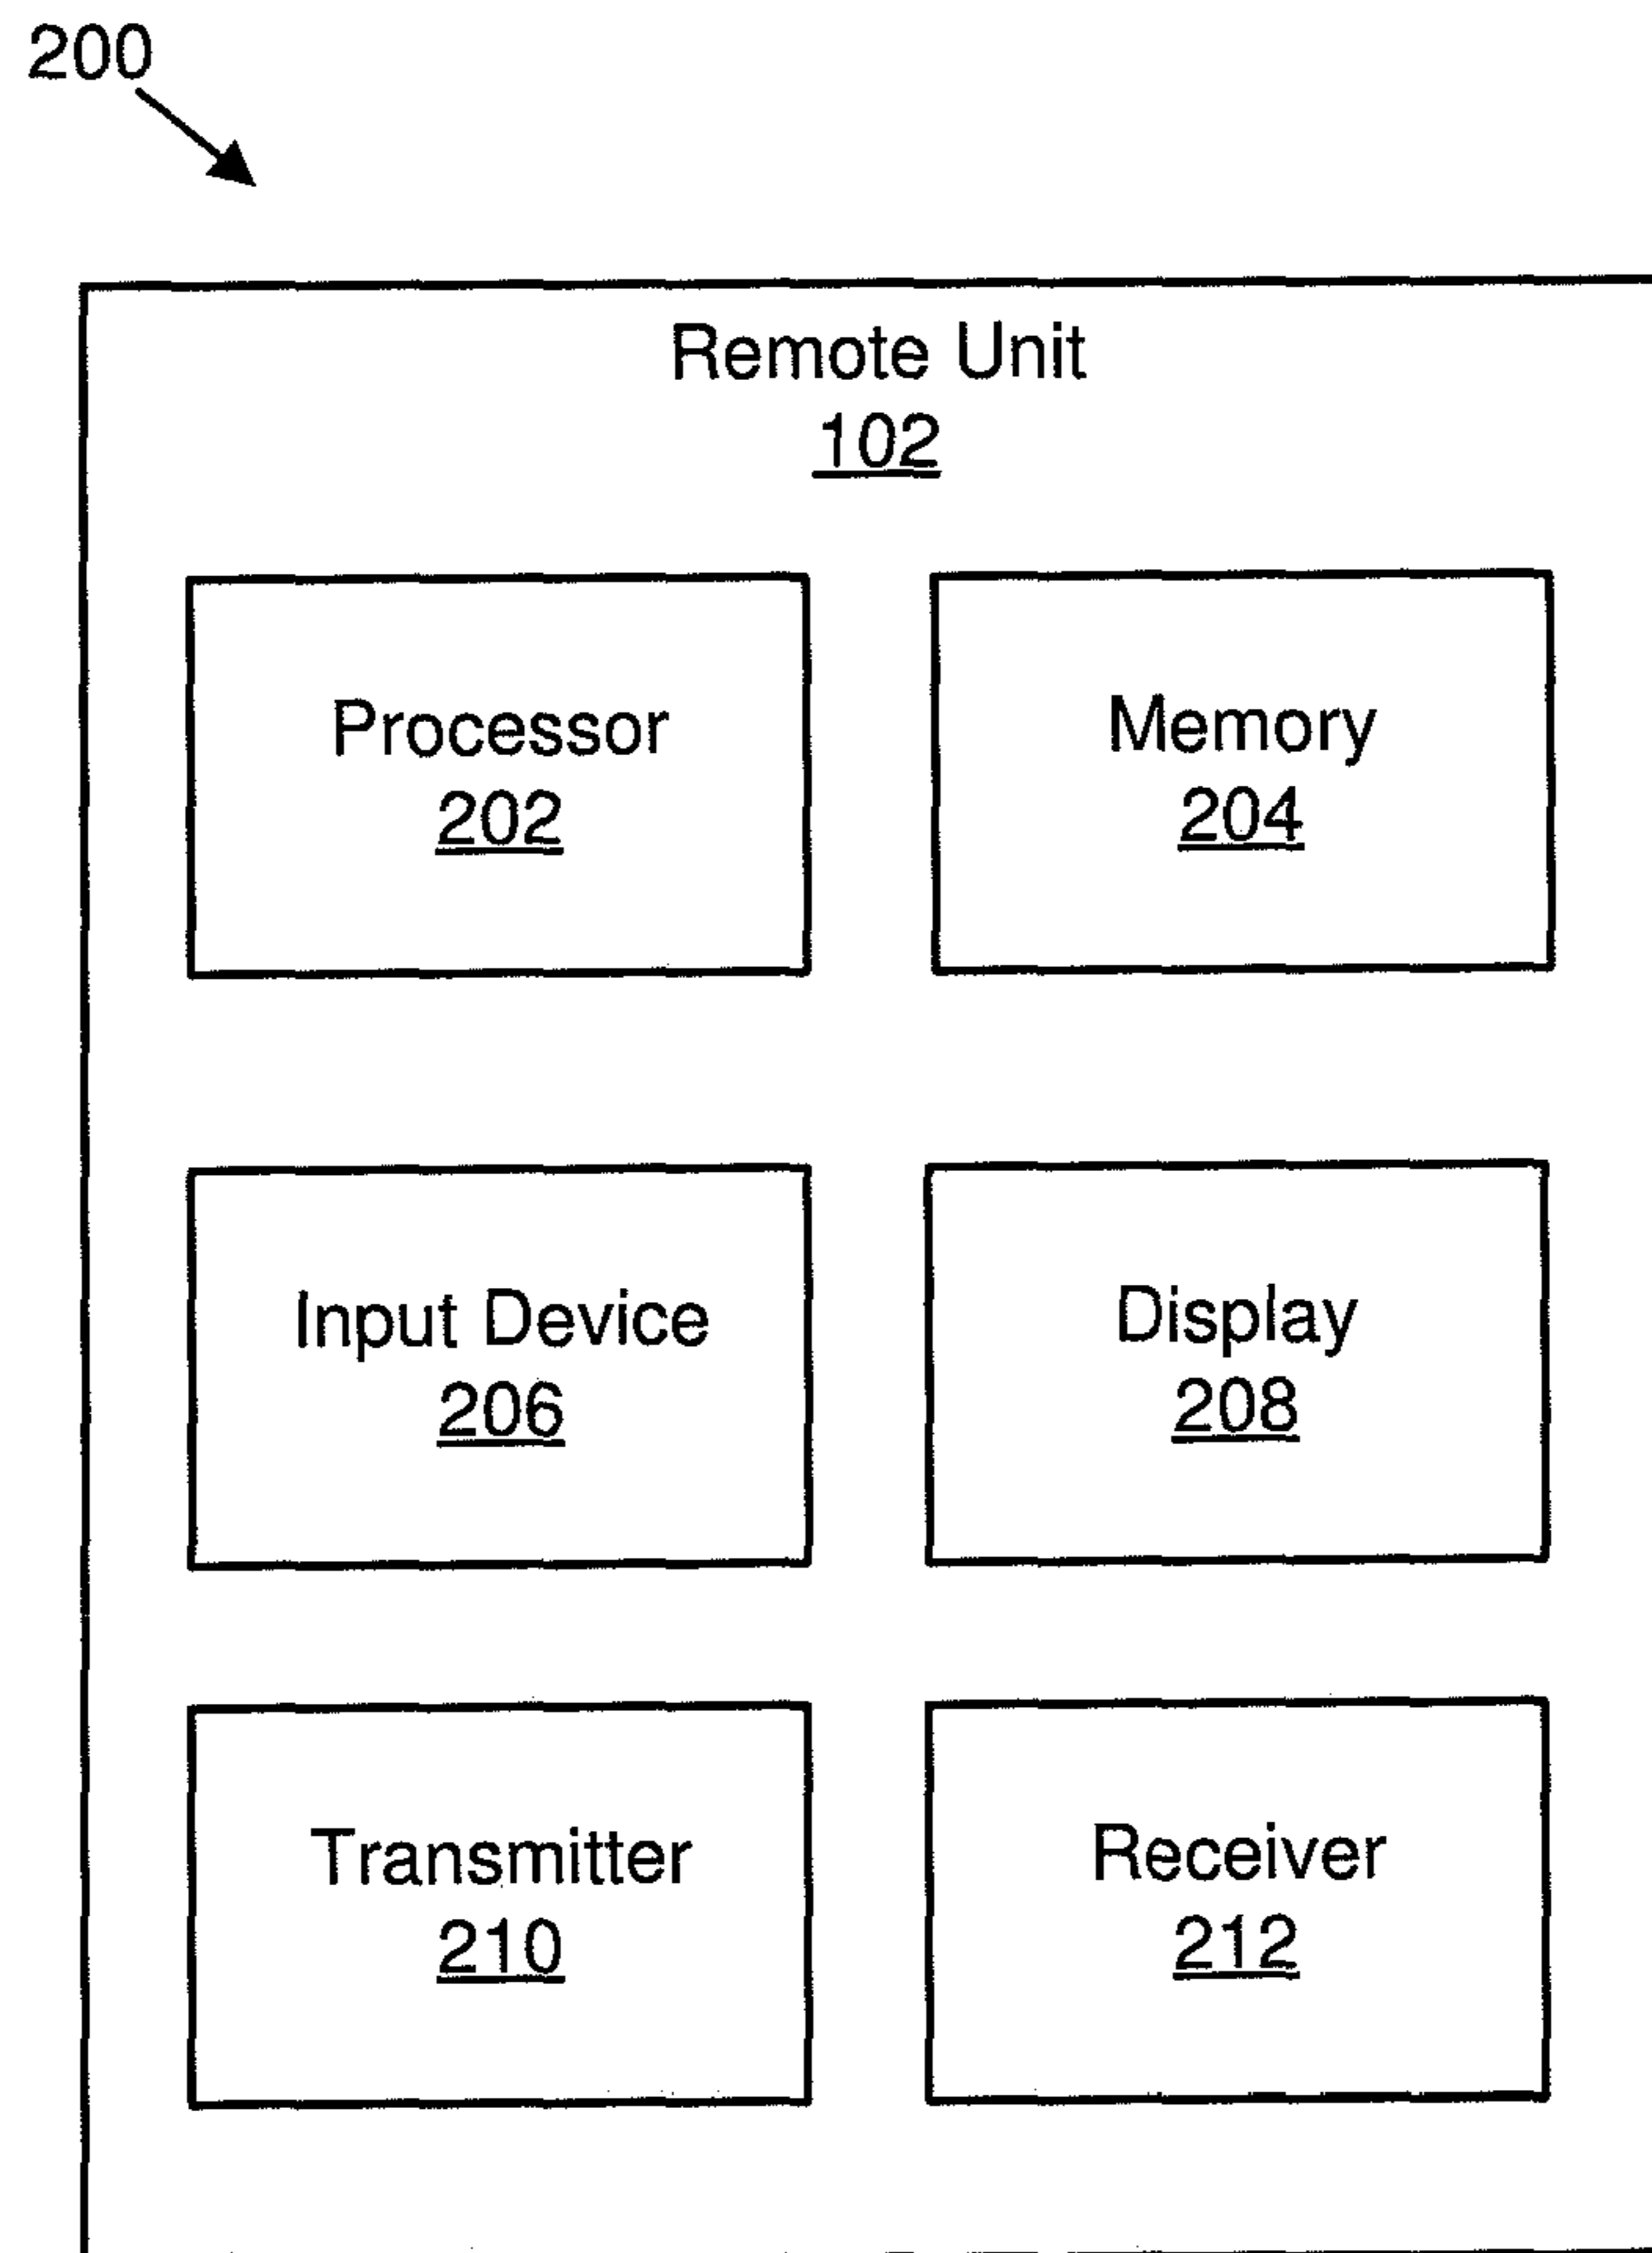 200
Remote Unit
102
Processor
202
Memory
204
Input Device
206
Display
208
Transmitter
210
Receiver
212